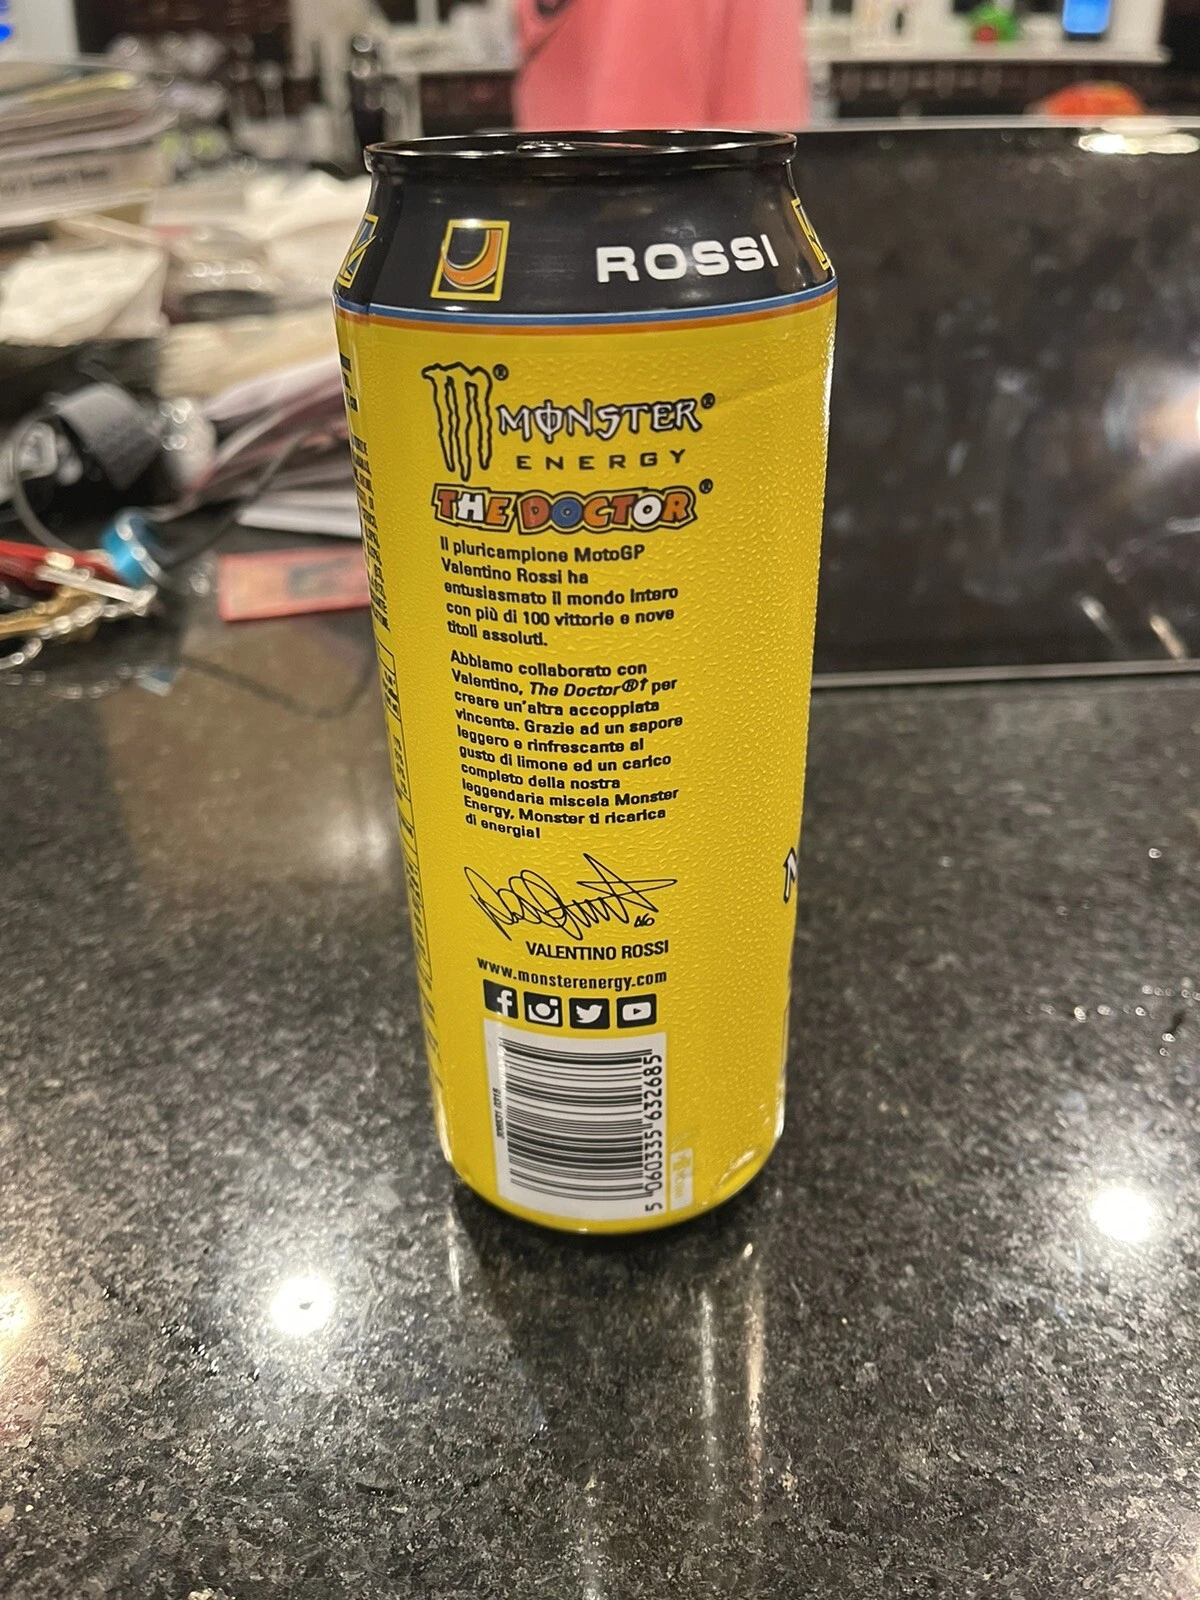 ROSSI
MONSTER®
ENERGY
THE DOCTOR®
Il pluricampione MotoGP
Valentino Rossi ha
entusiasmato il mondo intero
con più di 100 vittorie e nove
titoli assoluti.
Abbiamo collaborato con
Valentino, The Doctor®† per
creare un'altra accoppiata
vincente. Grazie ad un sapore
leggero e rinfrescante al
gusto di limone ed un carico
completo della nostra
leggendaria miscela Monster
Energy, Monster ti ricarica
di energia!
VALENTINO ROSSI
www.monsterenergy.com
5 060335 632685